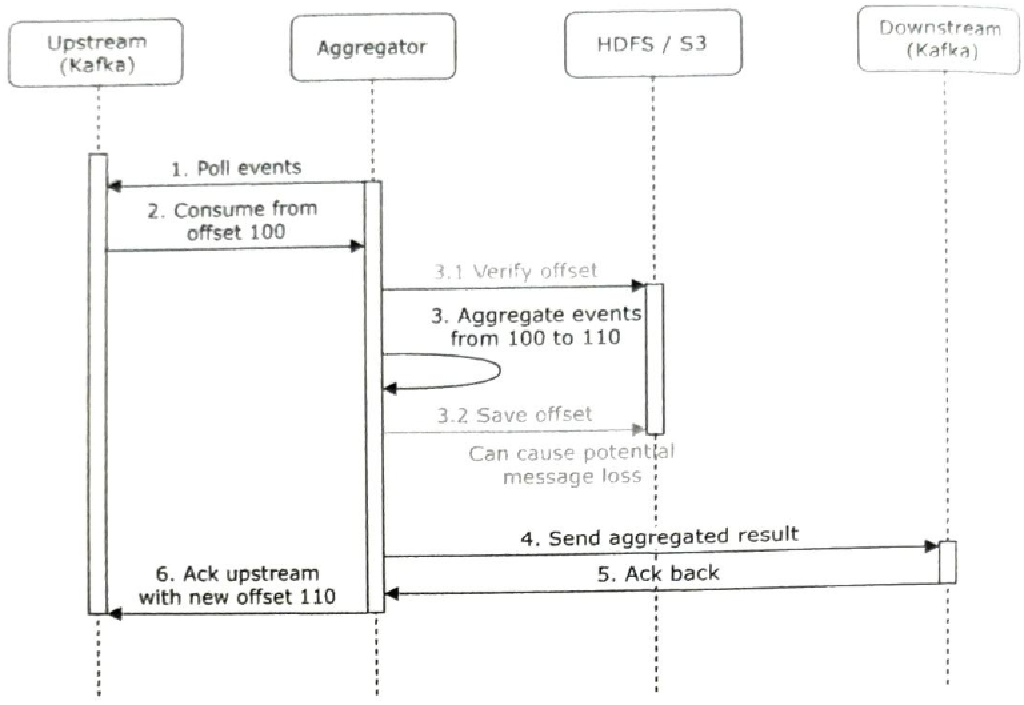 Upstream
(Kafka)
Aggregator
HDFS / S3
Downstream
(Kafka)
1. Poll events
2. Consume from
offset 100
3.1 Verify offset
3. Aggregate events
from 100 to 110
3.2 Save offset
Can cause potential
message loss
4. Send aggregated result
5. Ack back
6. Ack upstream
with new offset 110